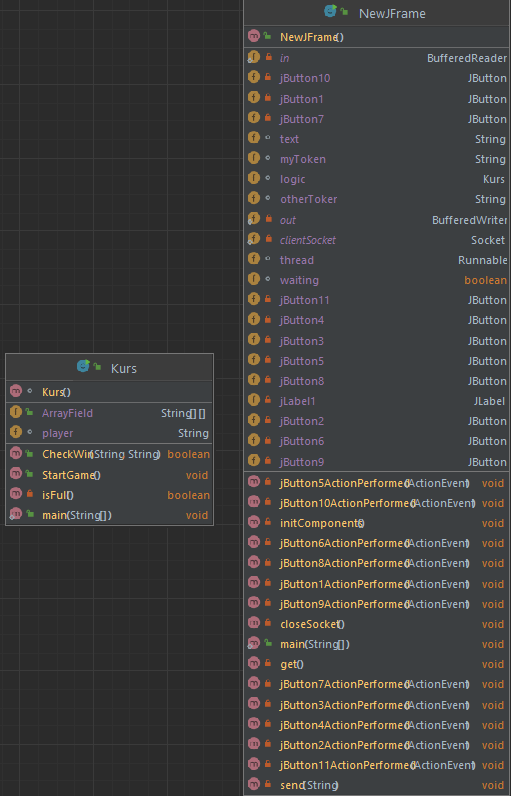 Kurs
Kurs()
ArrayField String[][]
player String
CheckWin(String String) boolean
StartGame() void
isFull() boolean
main(String[]) void
NewJFrame
NewJFrame()
in BufferedReader
jButton10 JButton
jButton1 JButton
jButton7 JButton
text String
myToken String
logic Kurs
otherToker String
out BufferedWriter
clientSocket Socket
thread Runnable
waiting boolean
jButton11 JButton
jButton4 JButton
jButton3 JButton
jButton5 JButton
jButton8 JButton
jLabel1 JLabel
jButton2 JButton
jButton6 JButton
jButton9 JButton
jButton5ActionPerformed(ActionEvent) void
jButton10ActionPerformed(ActionEvent) void
initComponents() void
jButton6ActionPerformed(ActionEvent) void
jButton8ActionPerformed(ActionEvent) void
jButton1ActionPerformed(ActionEvent) void
jButton9ActionPerformed(ActionEvent) void
closeSocket() void
main(String[]) void
get() void
jButton7ActionPerformed(ActionEvent) void
jButton3ActionPerformed(ActionEvent) void
jButton4ActionPerformed(ActionEvent) void
jButton2ActionPerformed(ActionEvent) void
jButton11ActionPerformed(ActionEvent) void
send(String) void